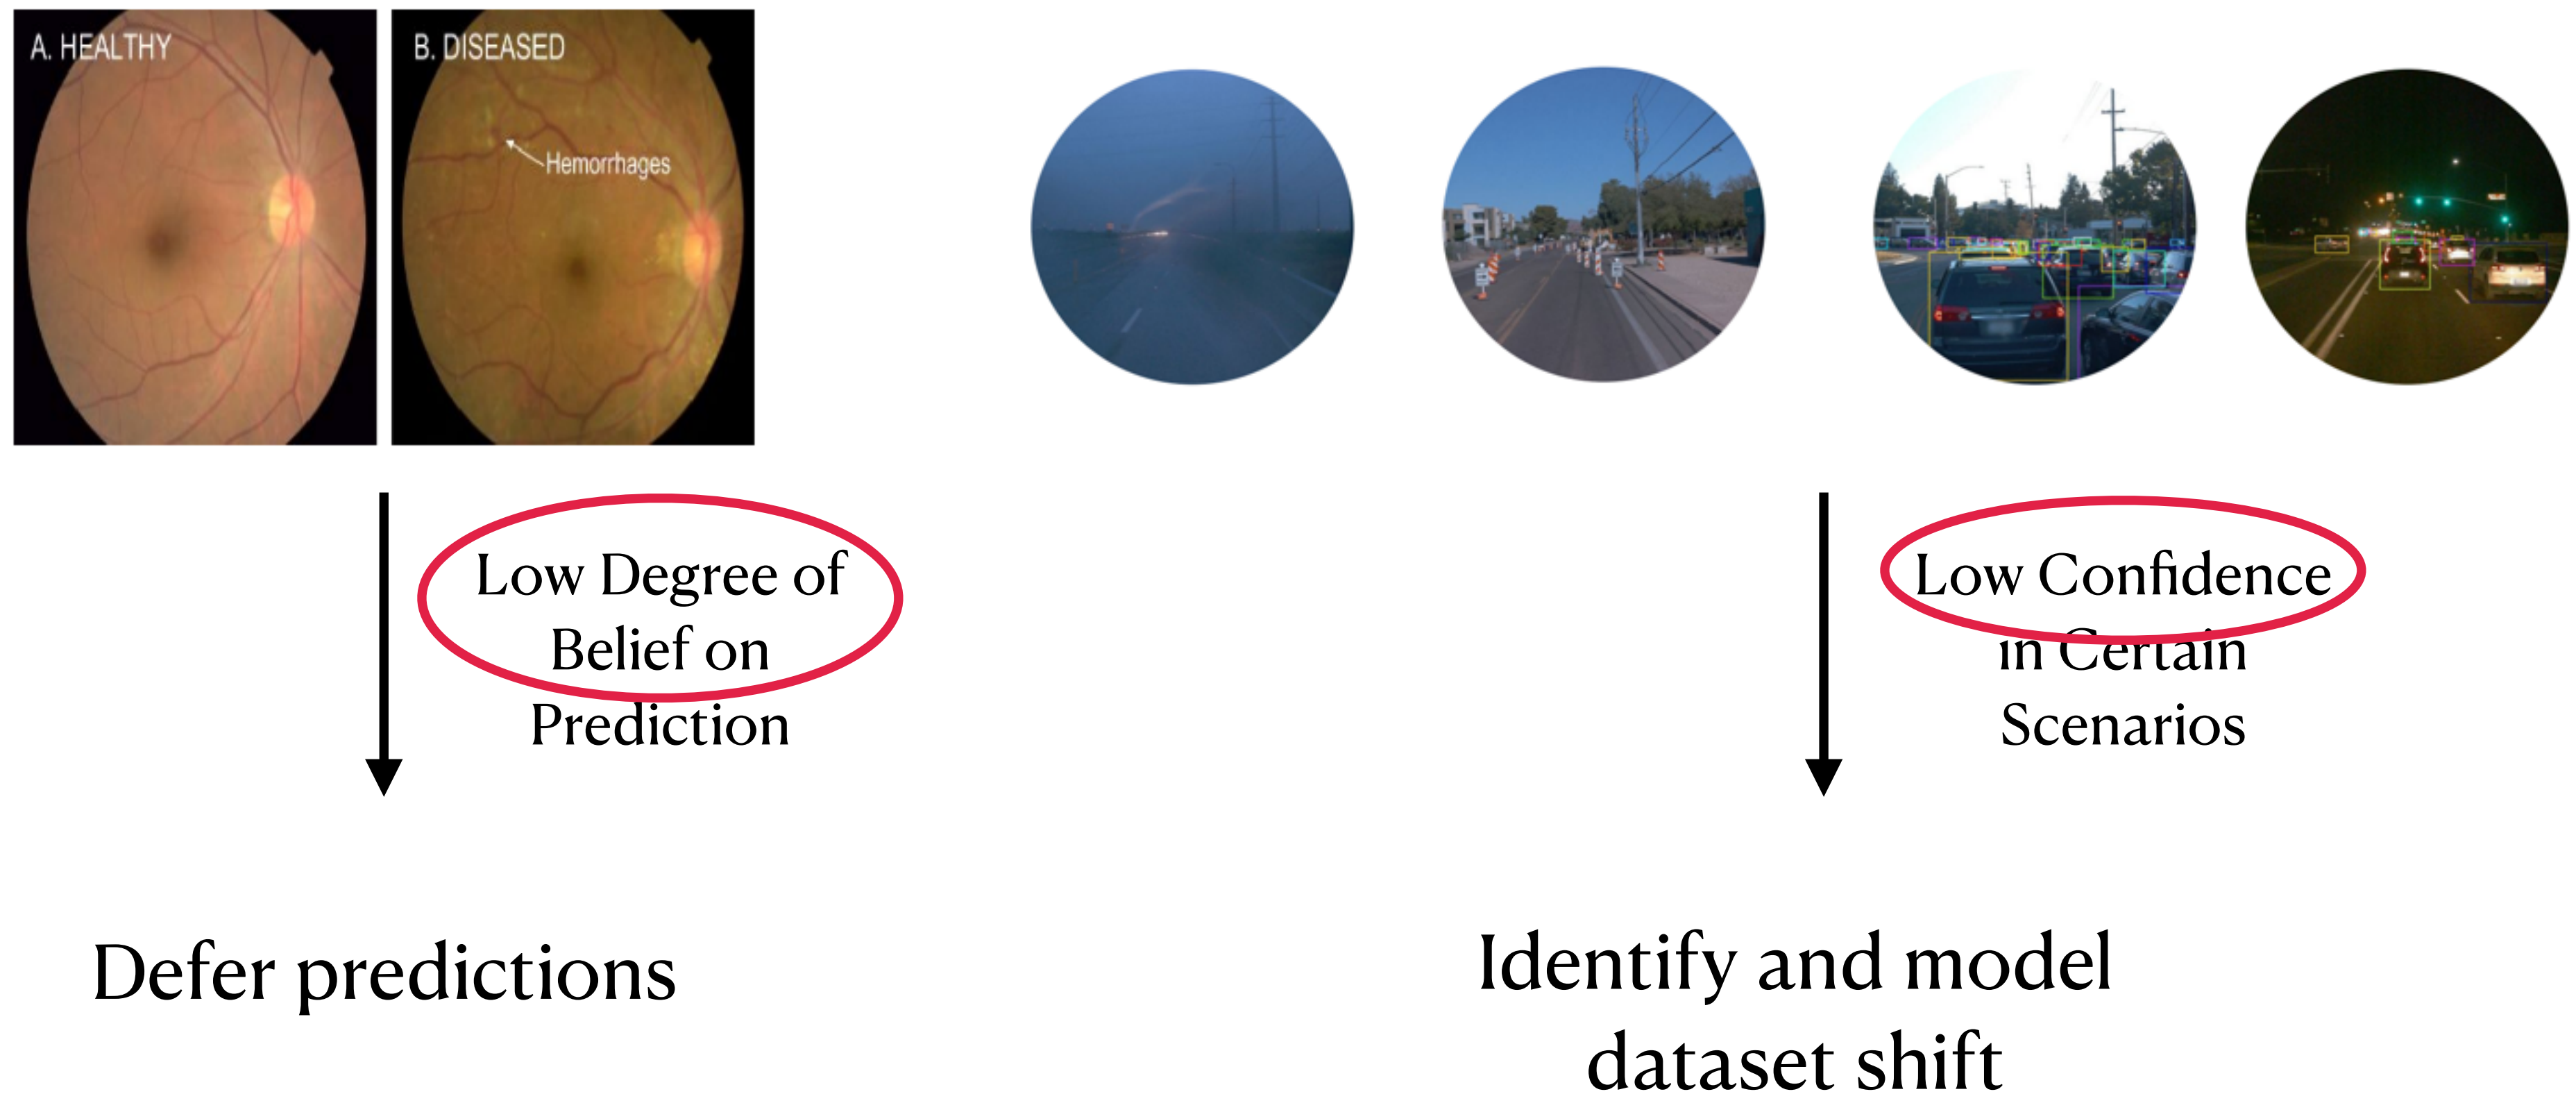 A. HEALTHY
B. DISEASED
Hemorrhages
Low Degree of
Belief on
Prediction
Low Confidence
in Certain
Scenarios
Defer predictions
Identify and model
dataset shift